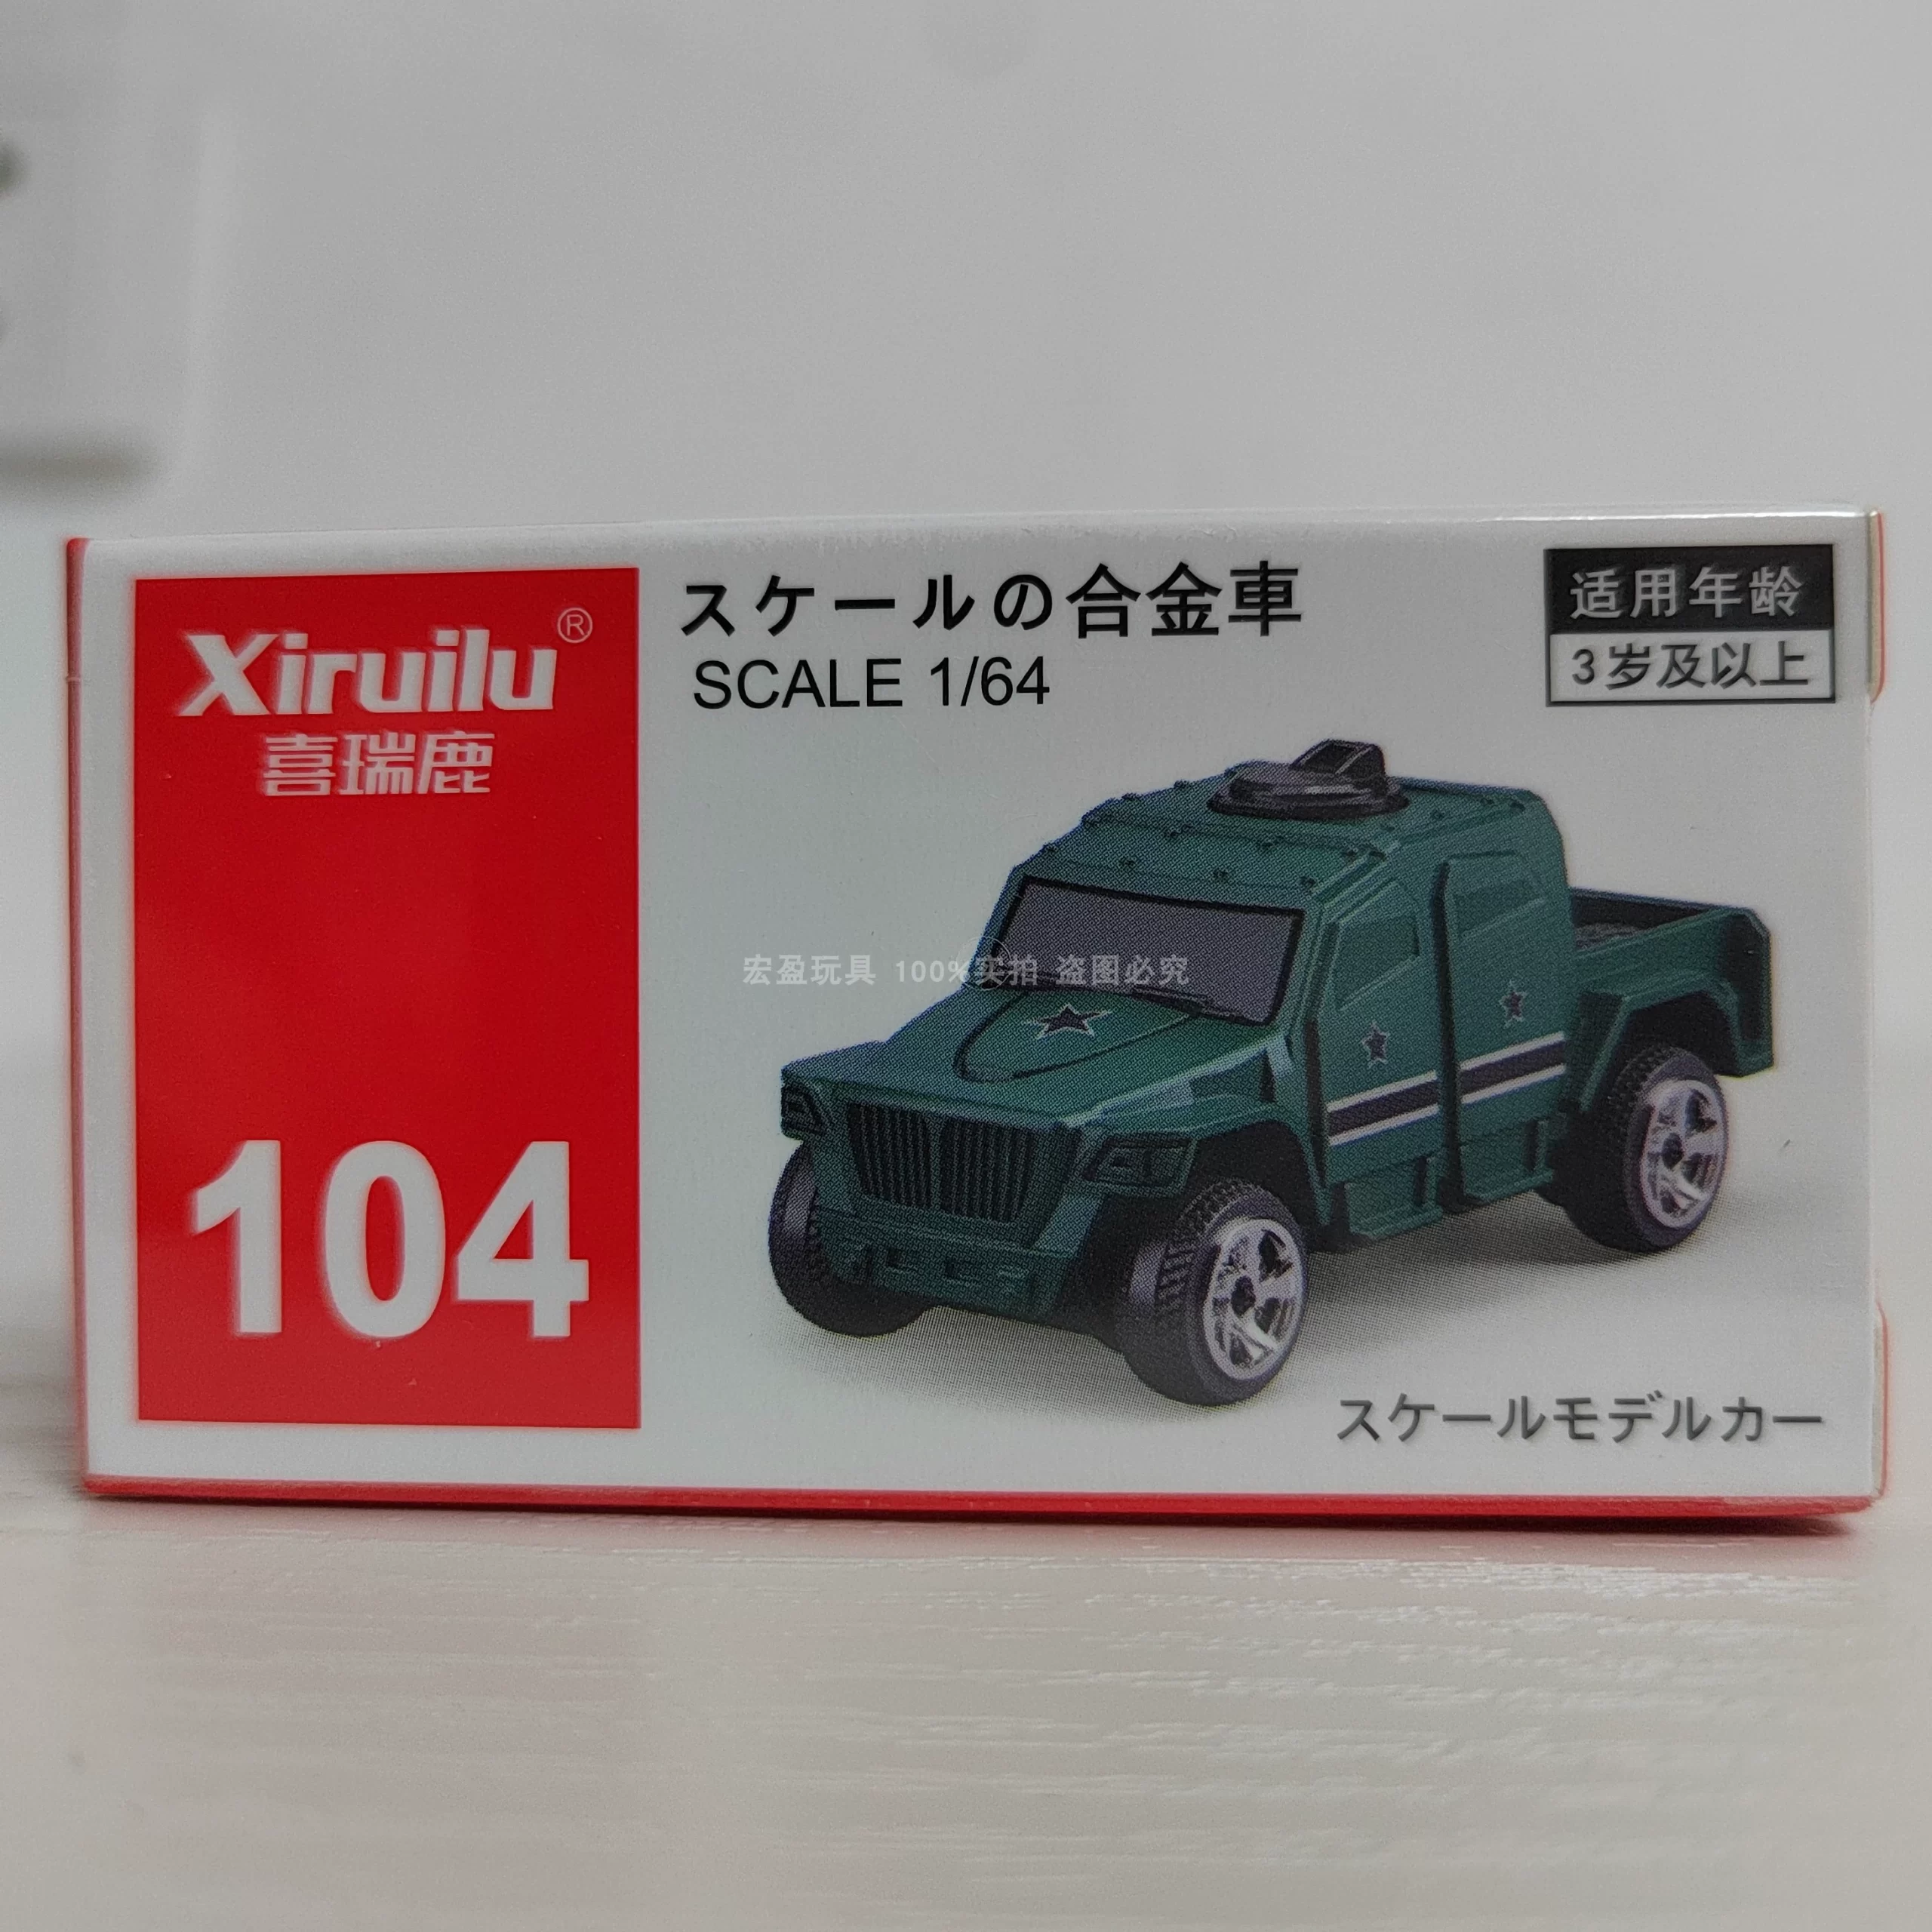 Xiruilu®
喜瑞鹿
104
スケールの合金車
SCALE 1/64
适用年龄
3岁及以上
宏盈玩具 100%实拍 盗图必究
スケールモデルカー